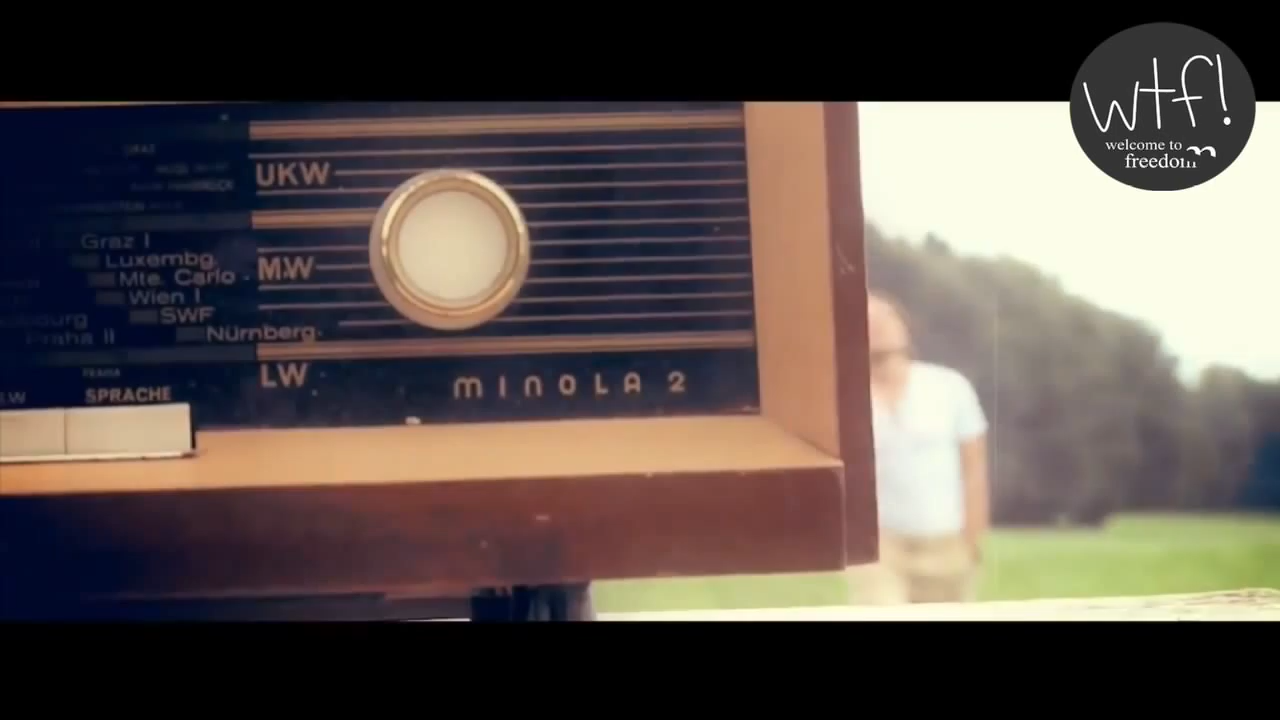 wtf!
welcome to
freedom
UKW
Graz I
Luxembg.
MW
Mte. Carlo
Wien I
SWF
Praha II
Nürnberg
LW
MINOLA 2
SPRACHE